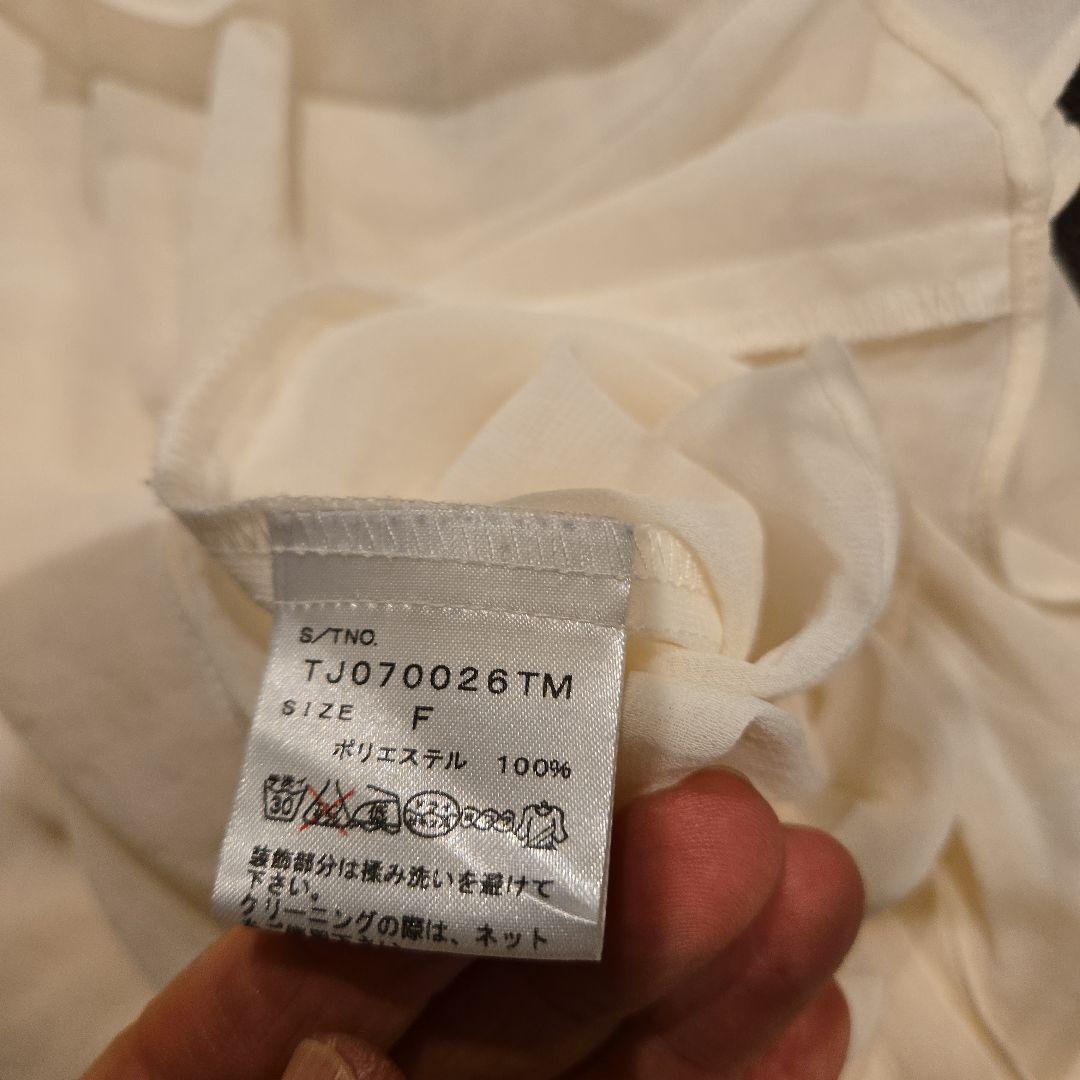 S/TNO.
TJ070026TM
SIZE F
ポリエステル 100%
30
装飾部分は揉み洗いを避けて
下さい。
クリーニングの際は、ネット